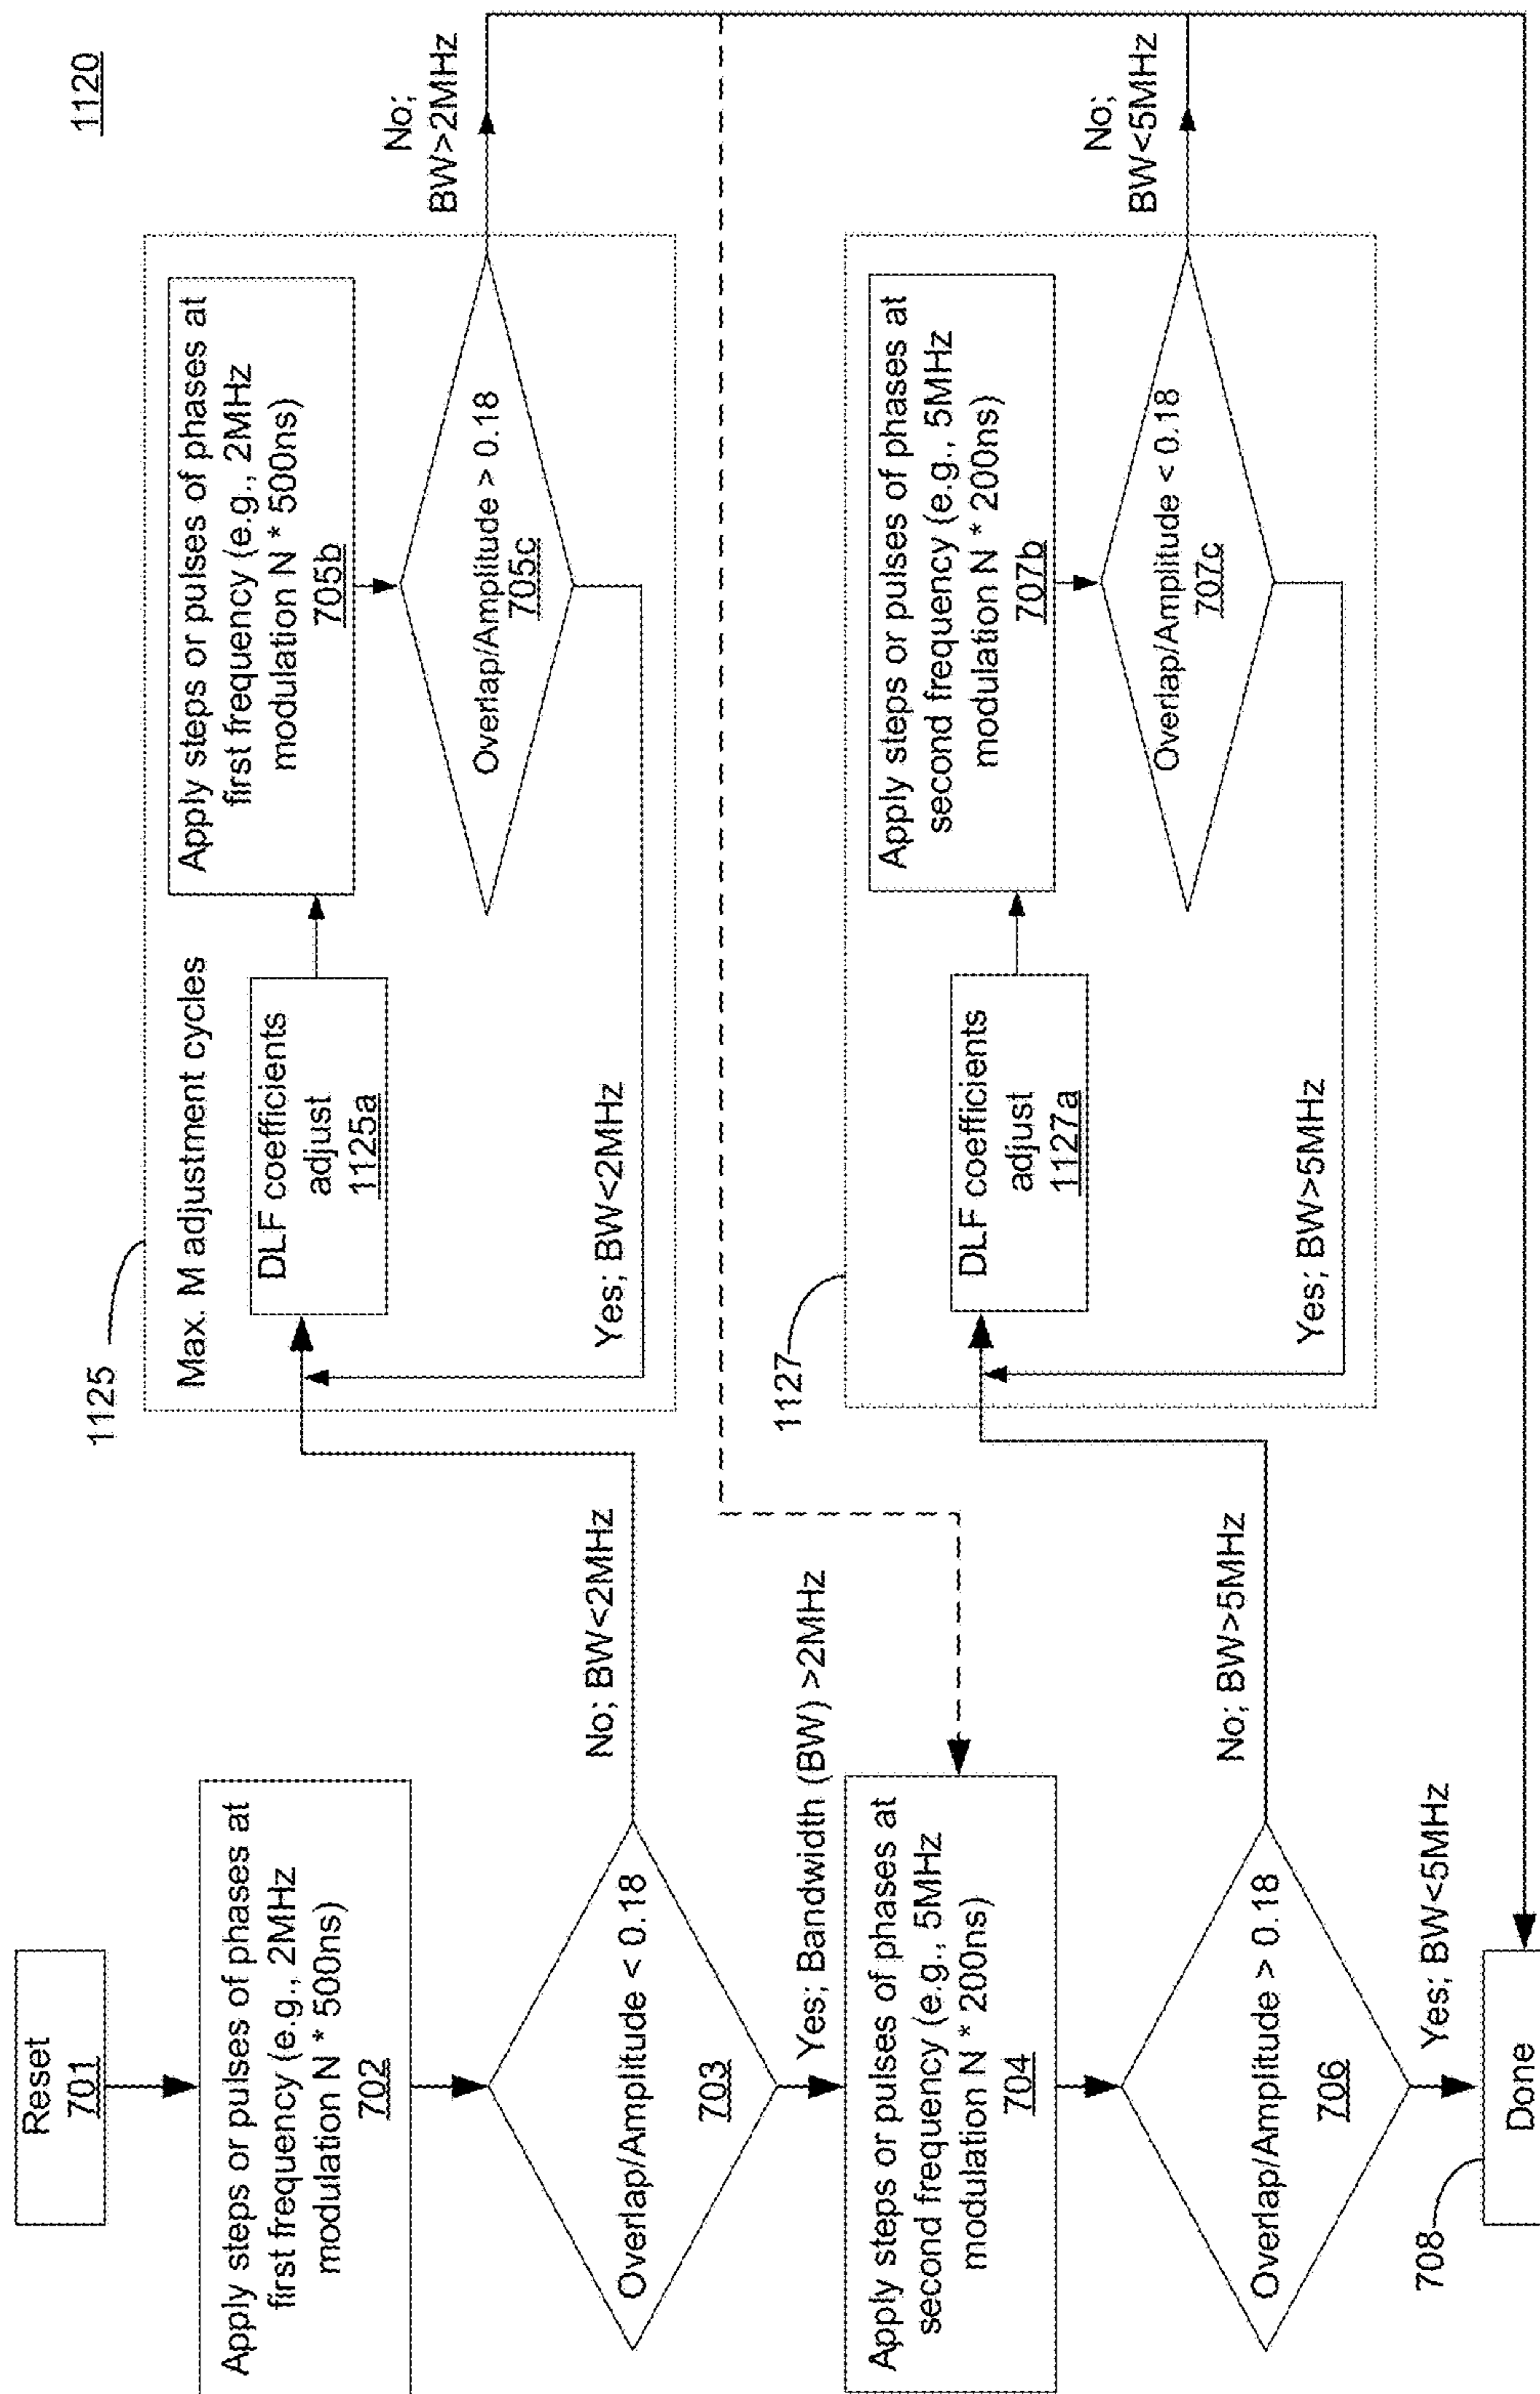 1120
Reset
701
Apply steps or pulses of phases at
first frequency (e.g., 2MHz
modulation N * 500ns)
702
Overlap/Amplitude < 0.18
703
No; BW<2MHz
Yes; Bandwidth (BW) >2MHz
Apply steps or pulses of phases at
second frequency (e.g., 5MHz
modulation N * 200ns)
704
Overlap/Amplitude > 0.18
706
No; BW>5MHz
Yes; BW<5MHz
708
Done
1125
Max. M adjustment cycles
DLF coefficients
adjust
1125a
Apply steps or pulses of phases at
first frequency (e.g., 2MHz
modulation N * 500ns)
705b
Overlap/Amplitude > 0.18
705c
Yes; BW<2MHz
No;
BW>2MHz
1127
DLF coefficients
adjust
1127a
Apply steps or pulses of phases at
second frequency (e.g., 5MHz
modulation N * 200ns)
707b
Overlap/Amplitude < 0.18
707c
Yes; BW>5MHz
No;
BW<5MHz